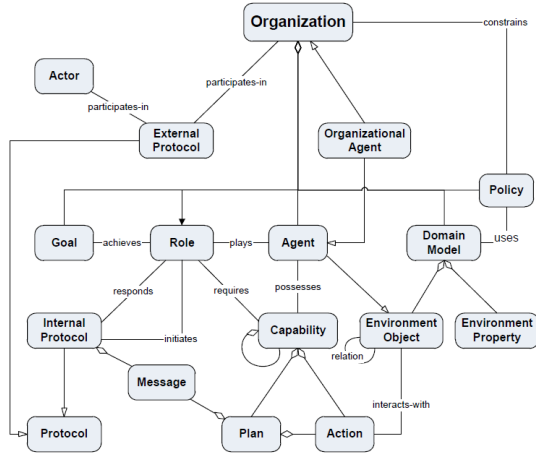 Organization
constrains
participates-in
Actor
participates-in
External
Protocol
Organizational
Agent
Policy
Goal
achieves
Role
plays
Agent
Domain
Model
uses
responds
requires
possesses
Internal
Protocol
initiates
Capability
Environment
Object
Environment
Property
relation
Message
interacts-with
Protocol
Plan
Action